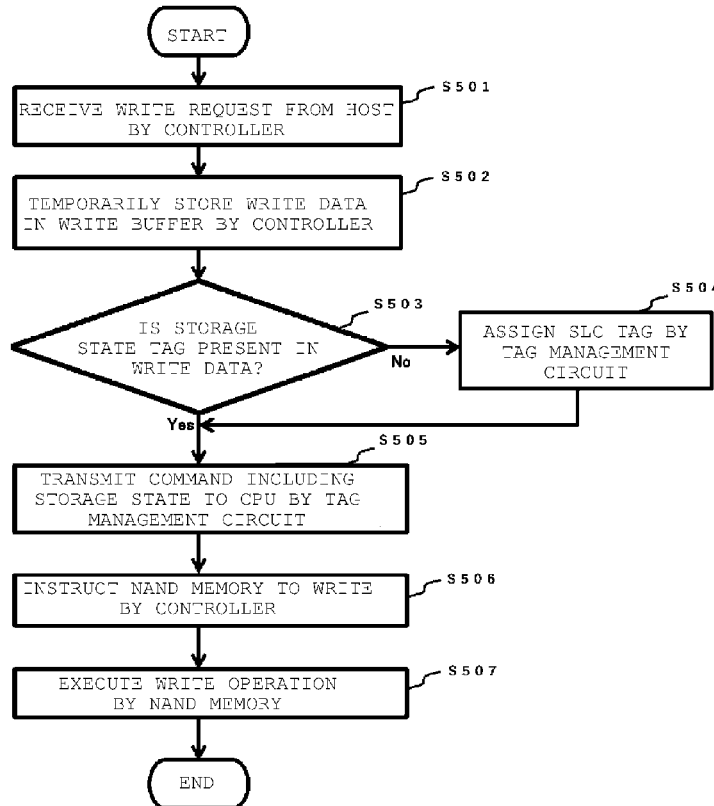 START
S501
RECEIVE WRITE REQUEST FROM HOST
BY CONTROLLER
S502
TEMPORARILY STORE WRITE DATA
IN WRITE BUFFER BY CONTROLLER
S503
IS STORAGE
STATE TAG PRESENT IN
WRITE DATA?
No
S504
ASSIGN SLC TAG BY
TAG MANAGEMENT
CIRCUIT
Yes
S505
TRANSMIT COMMAND INCLUDING
STORAGE STATE TO CPU BY TAG
MANAGEMENT CIRCUIT
S506
INSTRUCT NAND MEMORY TO WRITE
BY CONTROLLER
S507
EXECUTE WRITE OPERATION
BY NAND MEMORY
END